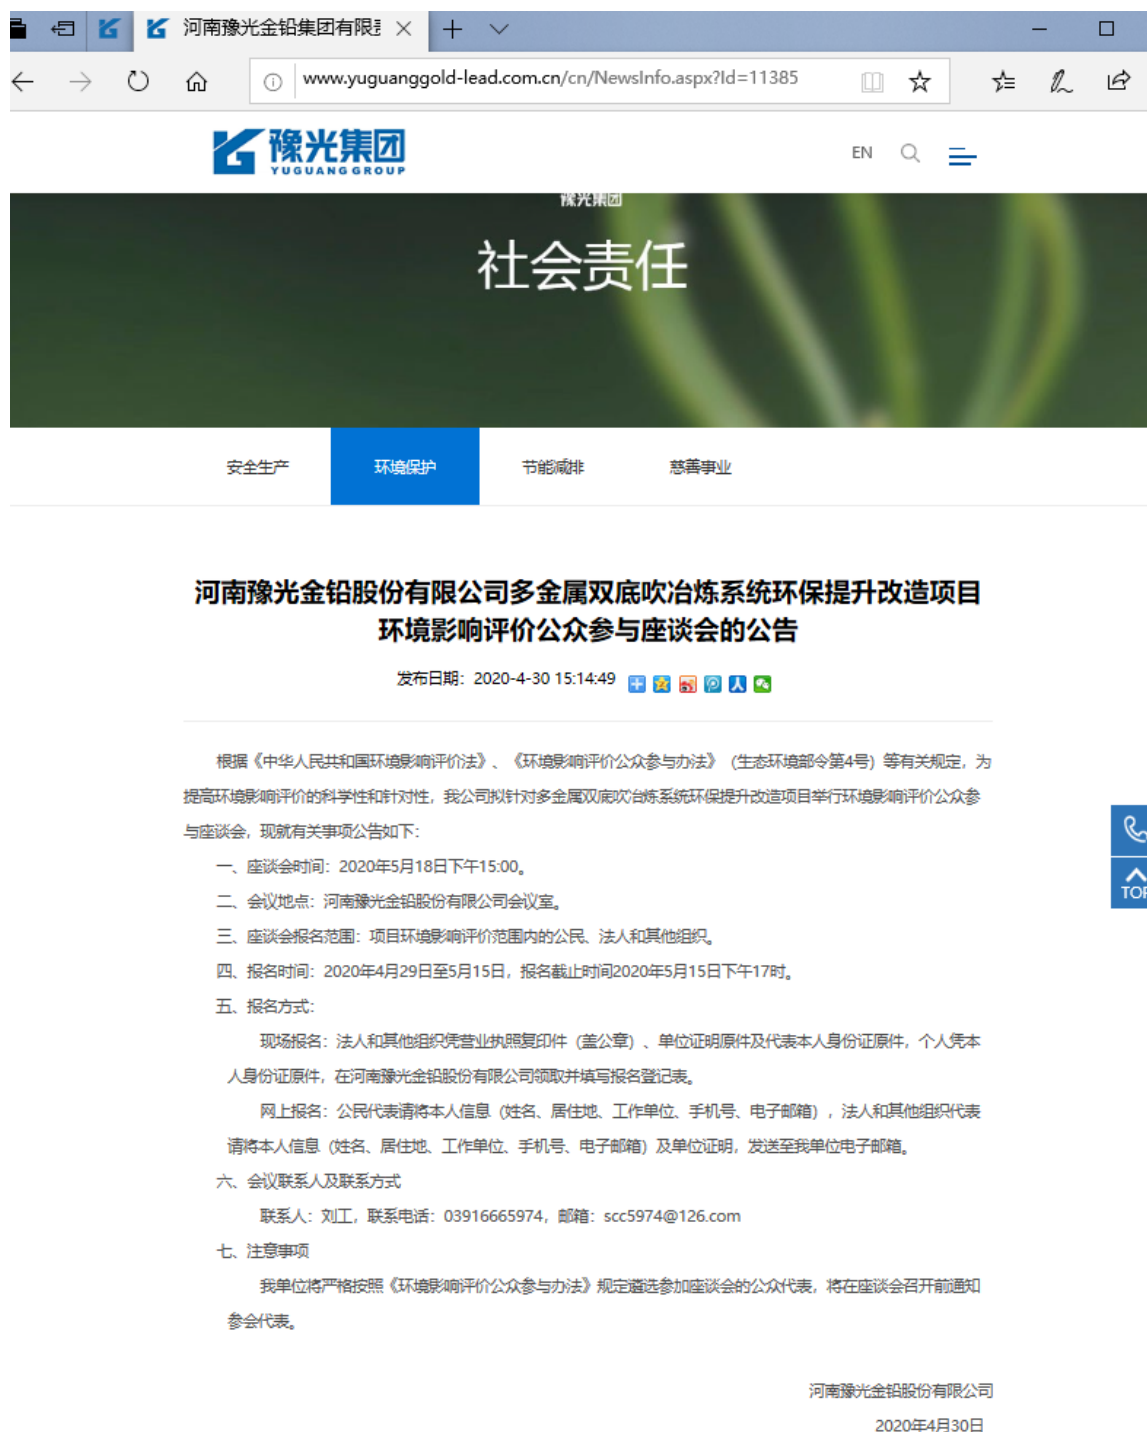 河南豫光金铅集团有限责
www.yuguanggold-lead.com.cn/cn/NewsInfo.aspx?Id=11385
豫光集团
YUGUANG GROUP
EN
豫光集团
社会责任
安全生产 环境保护 节能减排 慈善事业
河南豫光金铅股份有限公司多金属双底吹冶炼系统环保提升改造项目
环境影响评价公众参与座谈会的公告
发布日期：2020-4-30 15:14:49
根据《中华人民共和国环境影响评价法》、《环境影响评价公众参与办法》（生态环境部令第4号）等有关规定，为
提高环境影响评价的科学性和针对性，我公司拟针对多金属双底吹冶炼系统环保提升改造项目举行环境影响评价公众参
与座谈会，现就有关事项公告如下：
一、座谈会时间：2020年5月18日下午15:00。
二、会议地点：河南豫光金铅股份有限公司会议室。
三、座谈会报名范围：项目环境影响评价范围内的公民、法人和其他组织。
四、报名时间：2020年4月29日至5月15日，报名截止时间2020年5月15日下午17时。
五、报名方式：
现场报名：法人和其他组织凭营业执照复印件（盖公章）、单位证明原件及代表本人身份证原件，个人凭本
人身份证原件，在河南豫光金铅股份有限公司领取并填写报名登记表。
网上报名：公民代表请将本人信息（姓名、居住地、工作单位、手机号、电子邮箱），法人和其他组织代表
请将本人信息（姓名、居住地、工作单位、手机号、电子邮箱）及单位证明，发送至我单位电子邮箱。
六、会议联系人及联系方式
联系人：刘工，联系电话：03916665974，邮箱：scc5974@126.com
七、注意事项
我单位将严格按照《环境影响评价公众参与办法》规定遴选参加座谈会的公众代表，将在座谈会召开前通知
参会代表。
河南豫光金铅股份有限公司
2020年4月30日
TOP